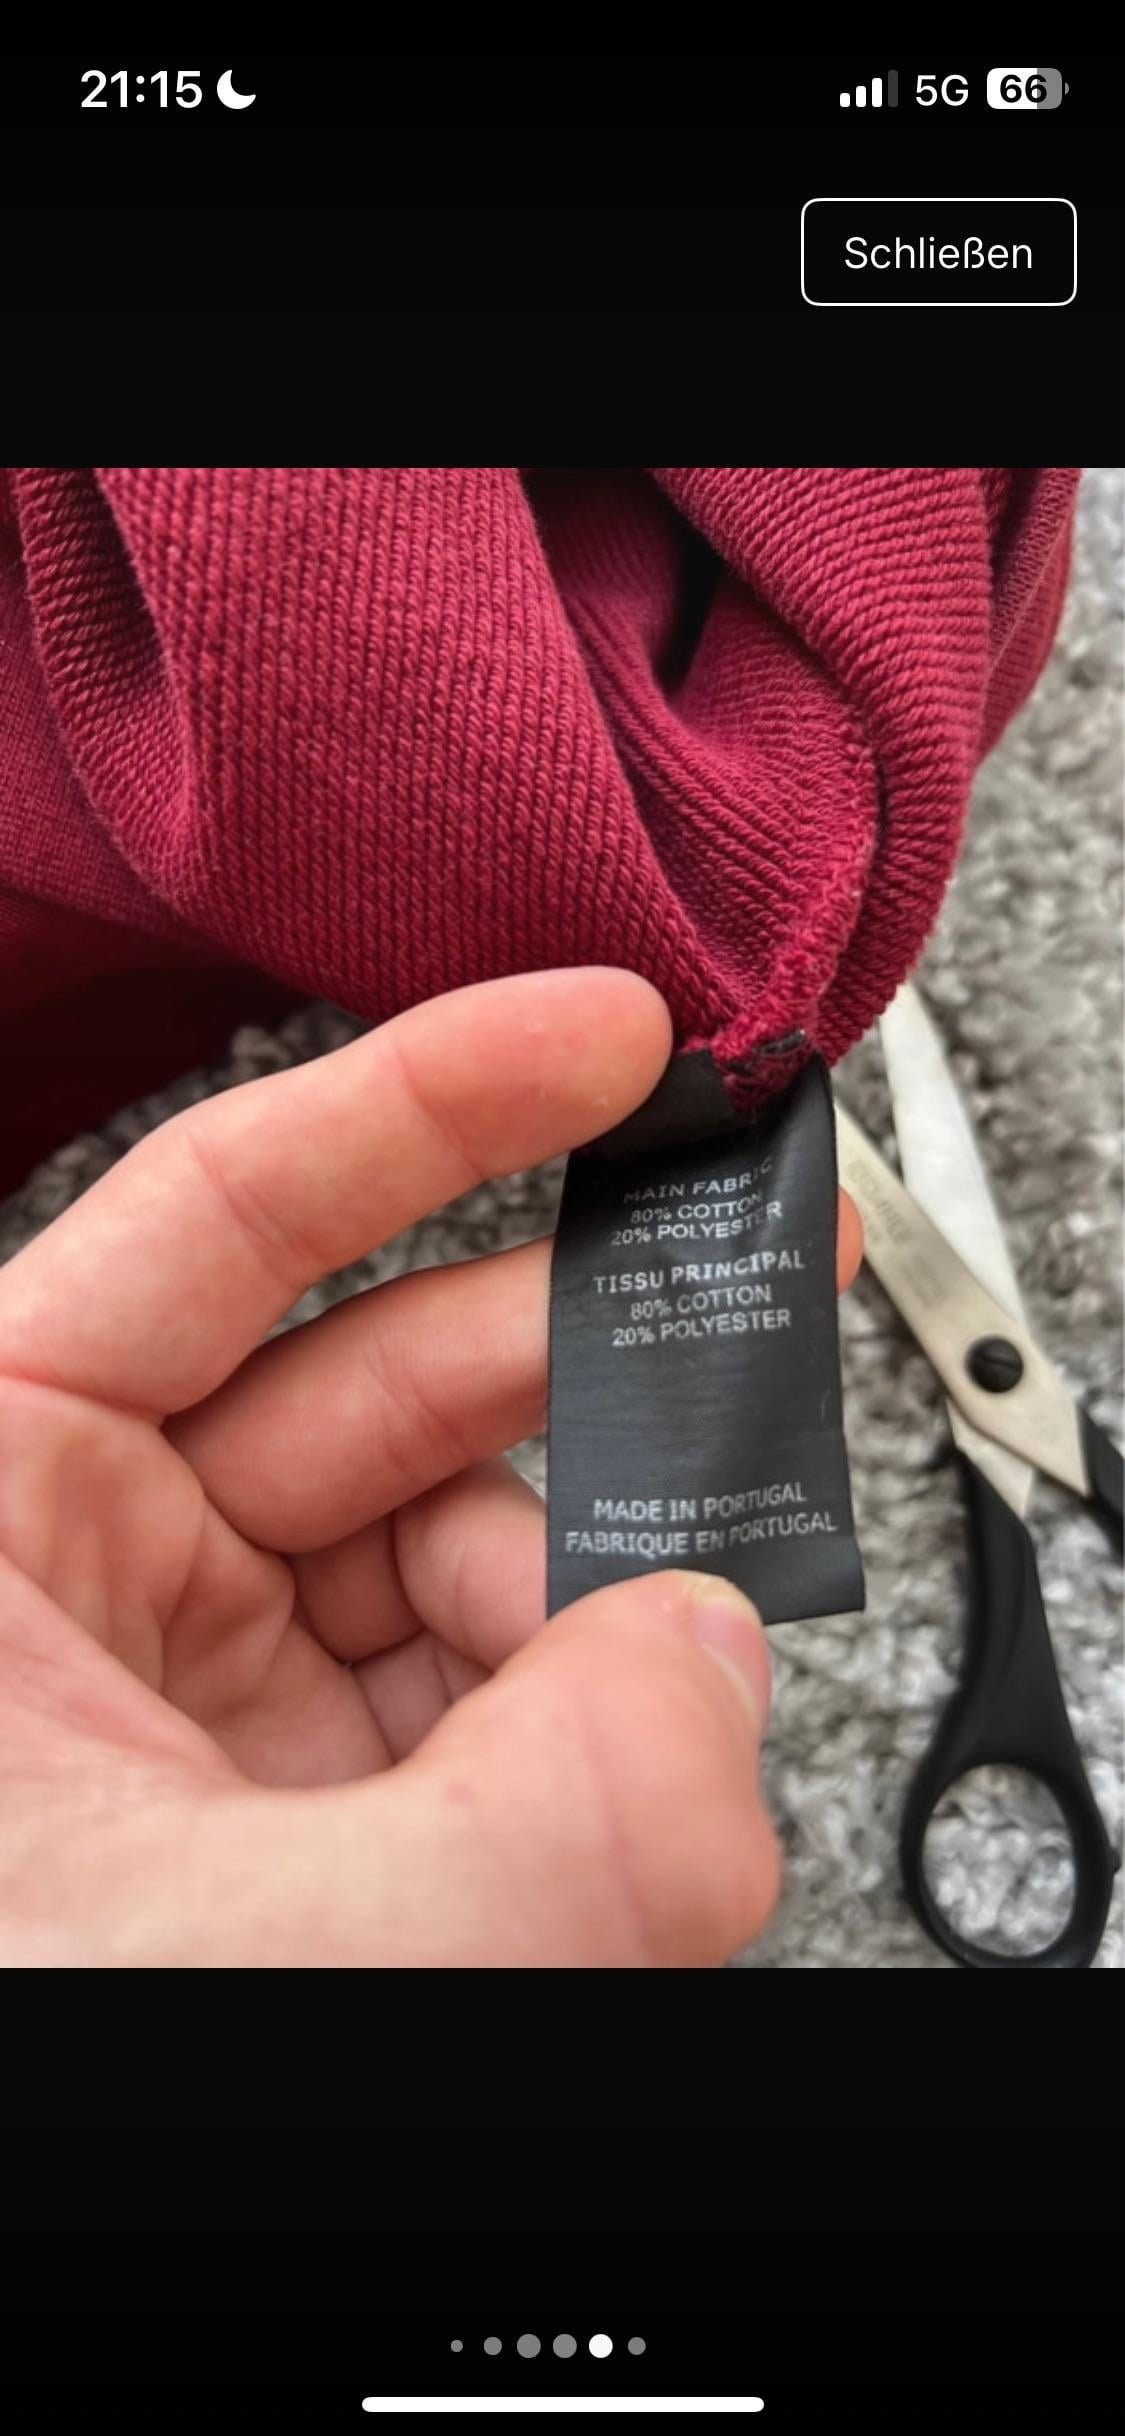 21:15
5G 66
Schließen
MAIN FABRIC
80% COTTON
20% POLYESTER
TISSU PRINCIPAL
80% COTTON
20% POLYESTER
MADE IN PORTUGAL
FABRIQUE EN PORTUGAL